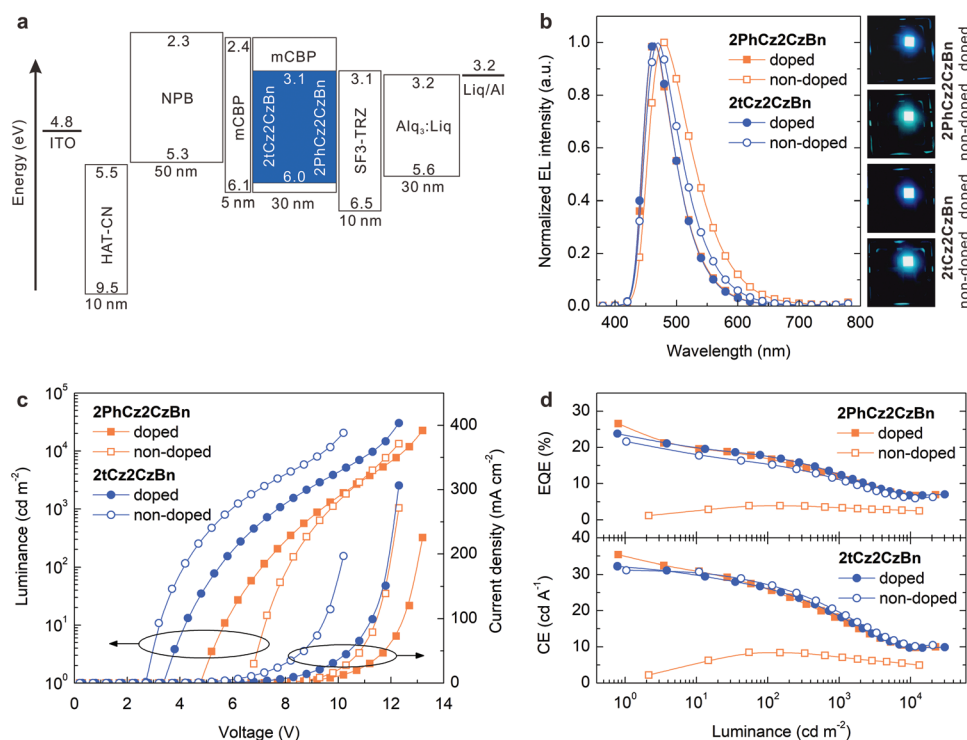 a
Energy (eV)
4.8
ITO
5.5
HAT-CN
9.5
10 nm
2.3
NPB
5.3
50 nm
2.4
mCBP
6.1
5 nm
mCBP
3.1
2tCz2CzBn
2PhCz2CzBn
6.0
30 nm
3.1
SF3-TRZ
6.5
10 nm
3.2
Alq3:Liq
5.6
30 nm
3.2
Liq/Al
b
Normalized EL intensity (a.u.)
1.0
0.8
0.6
0.4
0.2
0.0
400 500 600 700 800
Wavelength (nm)
2PhCz2CzBn
doped
non-doped
2tCz2CzBn
doped
non-doped
2PhCz2CzBn
non-doped doped
2tCz2CzBn
non-doped doped
c
Luminance (cd m-2)
10^5
10^4
10^3
10^2
10^1
10^0
2PhCz2CzBn
doped
non-doped
2tCz2CzBn
doped
non-doped
400
300
200
100
0
Current density (mA cm-2)
0 2 4 6 8 10 12 14
Voltage (V)
d
EQE (%)
30
20
10
0
2PhCz2CzBn
doped
non-doped
CE (cd A-1)
40
30
20
10
0
2tCz2CzBn
doped
non-doped
10^0 10^1 10^2 10^3 10^4
Luminance (cd m-2)